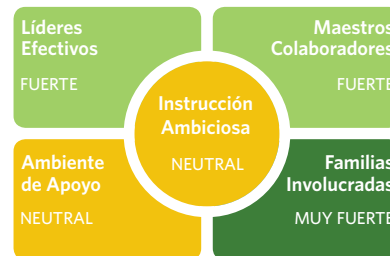 Líderes
Efectivos
FUERTE
Maestros
Colaboradores
FUERTE
Instrucción
Ambiciosa
NEUTRAL
Ambiente
de Apoyo
NEUTRAL
Familias
Involucradas
MUY FUERTE